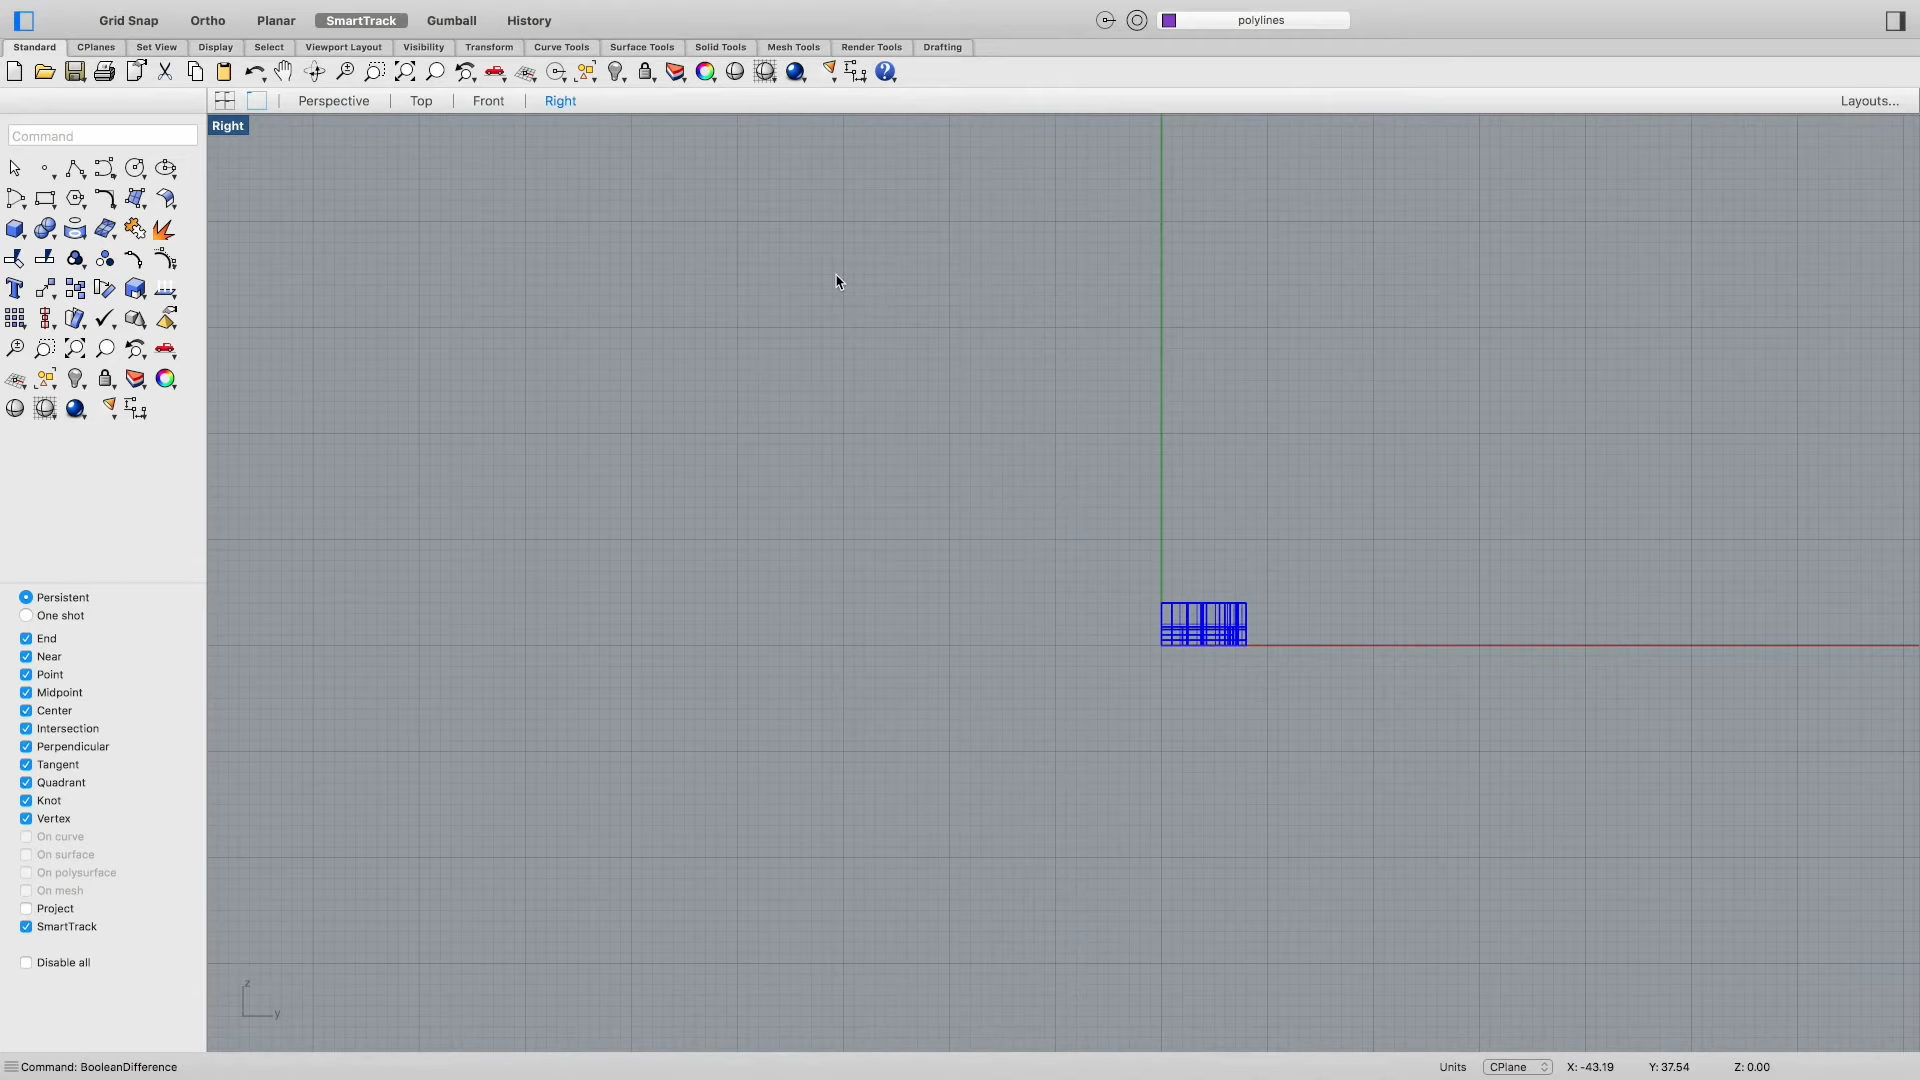 Grid Snap Ortho Planar SmartTrack Gumball History polylines
Standard CPlanes Set View Display Select Viewport Layout Visibility Transform Curve Tools Surface Tools Solid Tools Mesh Tools Render Tools Drafting
Perspective Top Front Right Layouts...
Right
Command
Persistent
One shot
End
Near
Point
Midpoint
Center
Intersection
Perpendicular
Tangent
Quadrant
Knot
Vertex
On curve
On surface
On polysurface
On mesh
Project
SmartTrack
Disable all
z
y
Command: BooleanDifference Units CPlane X: -43.19 Y: 37.54 Z: 0.00